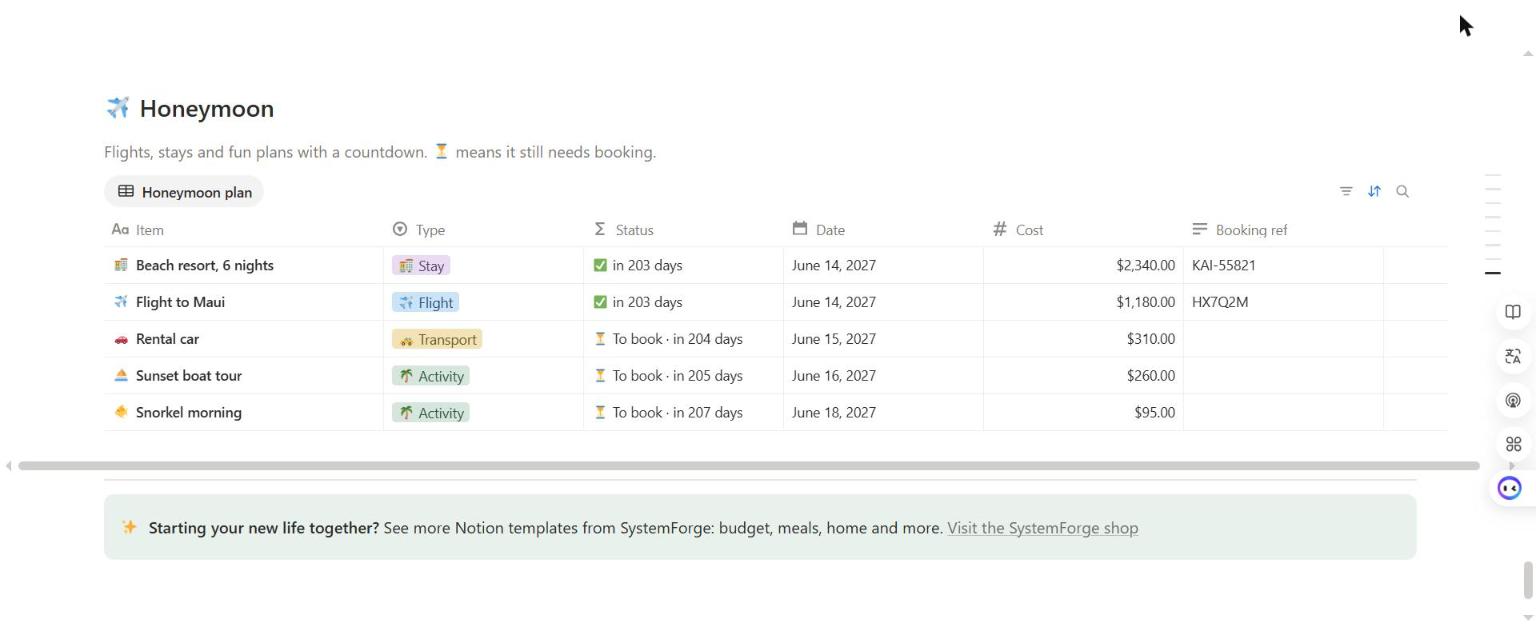 ✈️ Honeymoon
Flights, stays and fun plans with a countdown. ⏳ means it still needs booking.
Honeymoon plan
Aa Item Type Σ Status Date # Cost Booking ref
Beach resort, 6 nights Stay ✅ in 203 days June 14, 2027 $2,340.00 KAI-55821
Flight to Maui Flight ✅ in 203 days June 14, 2027 $1,180.00 HX7Q2M
Rental car Transport ⏳ To book · in 204 days June 15, 2027 $310.00
Sunset boat tour Activity ⏳ To book · in 205 days June 16, 2027 $260.00
Snorkel morning Activity ⏳ To book · in 207 days June 18, 2027 $95.00
✨ Starting your new life together? See more Notion templates from SystemForge: budget, meals, home and more. Visit the SystemForge shop